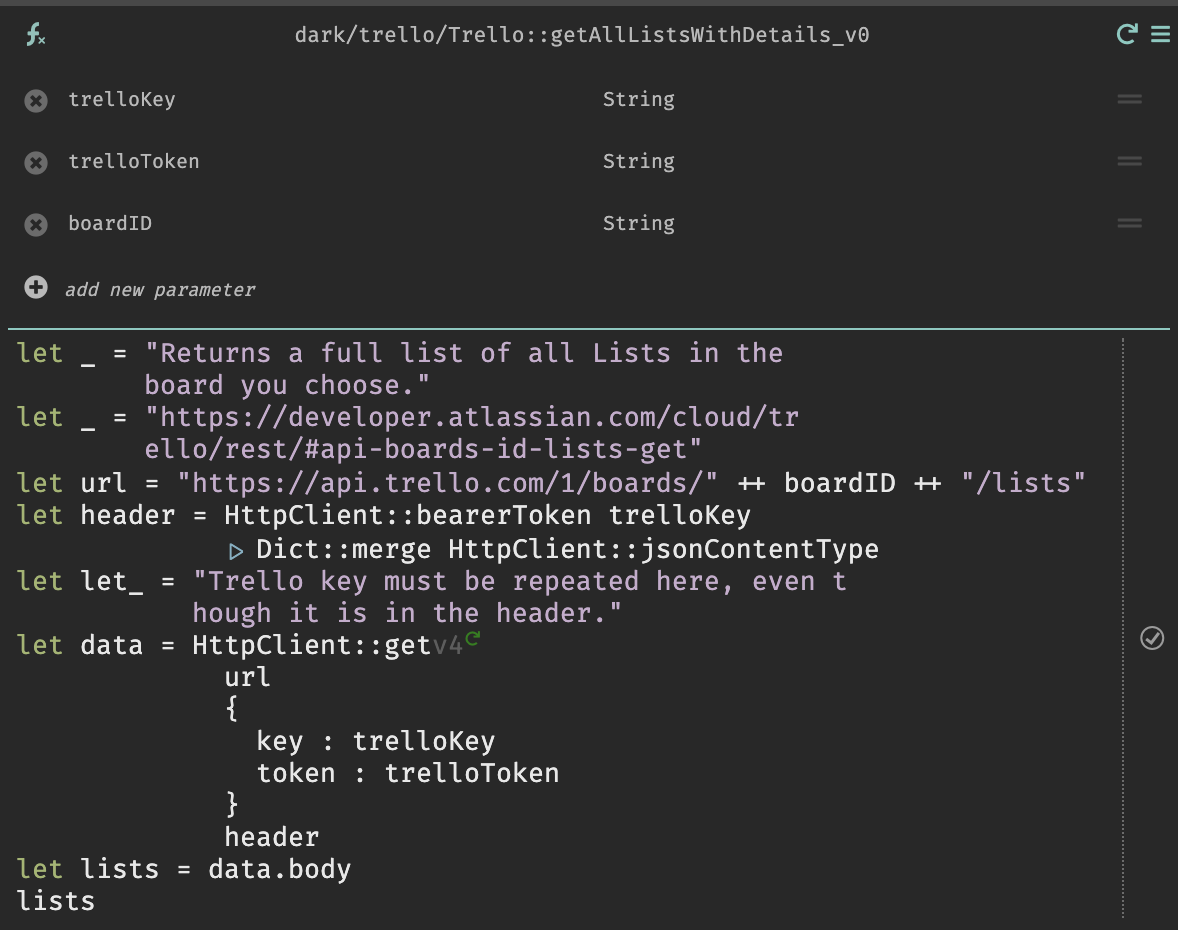 fx dark/trello/Trello::getAllListsWithDetails_v0
trelloKey String
trelloToken String
boardID String
add new parameter
let _ = "Returns a full list of all Lists in the
board you choose."
let _ = "https://developer.atlassian.com/cloud/tr
ello/rest/#api-boards-id-lists-get"
let url = "https://api.trello.com/1/boards/" ++ boardID ++ "/lists"
let header = HttpClient::bearerToken trelloKey
▷ Dict::merge HttpClient::jsonContentType
let let_ = "Trello key must be repeated here, even t
hough it is in the header."
let data = HttpClient::getv4
url
{
key : trelloKey
token : trelloToken
}
header
let lists = data.body
lists